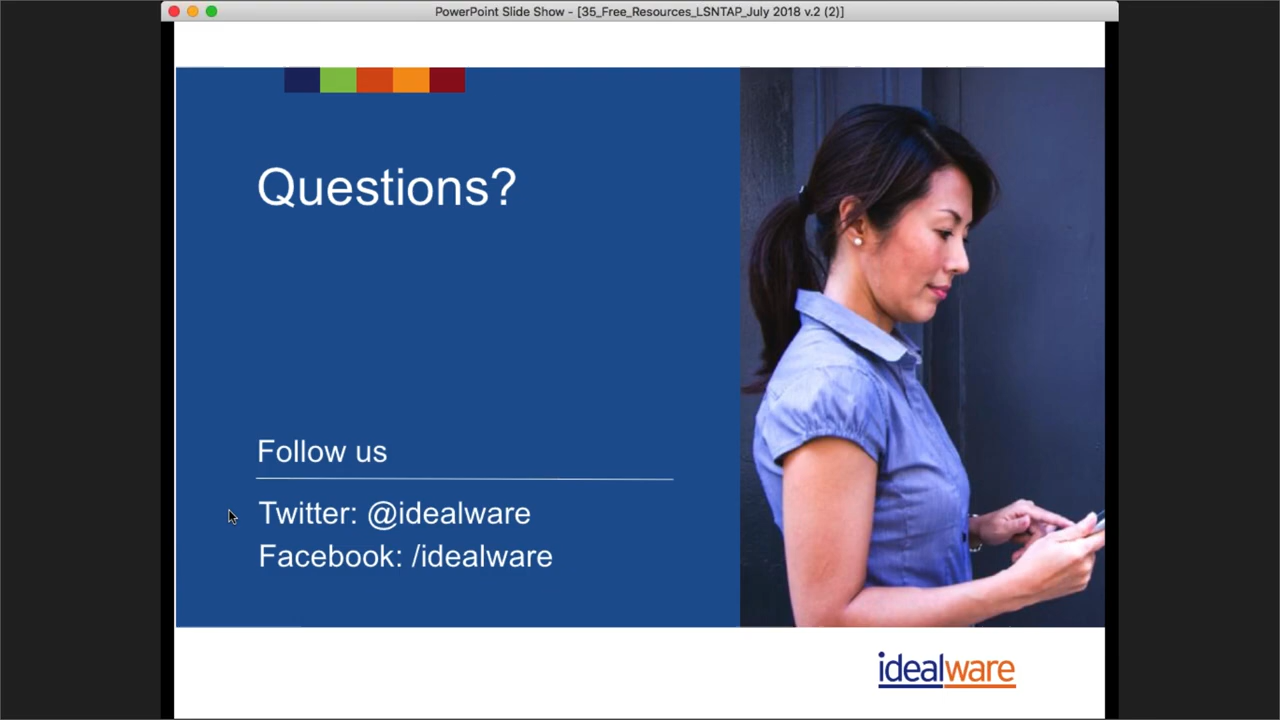 PowerPoint Slide Show - [35_Free_Resources_LSNTAP_July 2018 v.2 (2)]
Questions?
Follow us
Twitter: @idealware
Facebook: /idealware
idealware